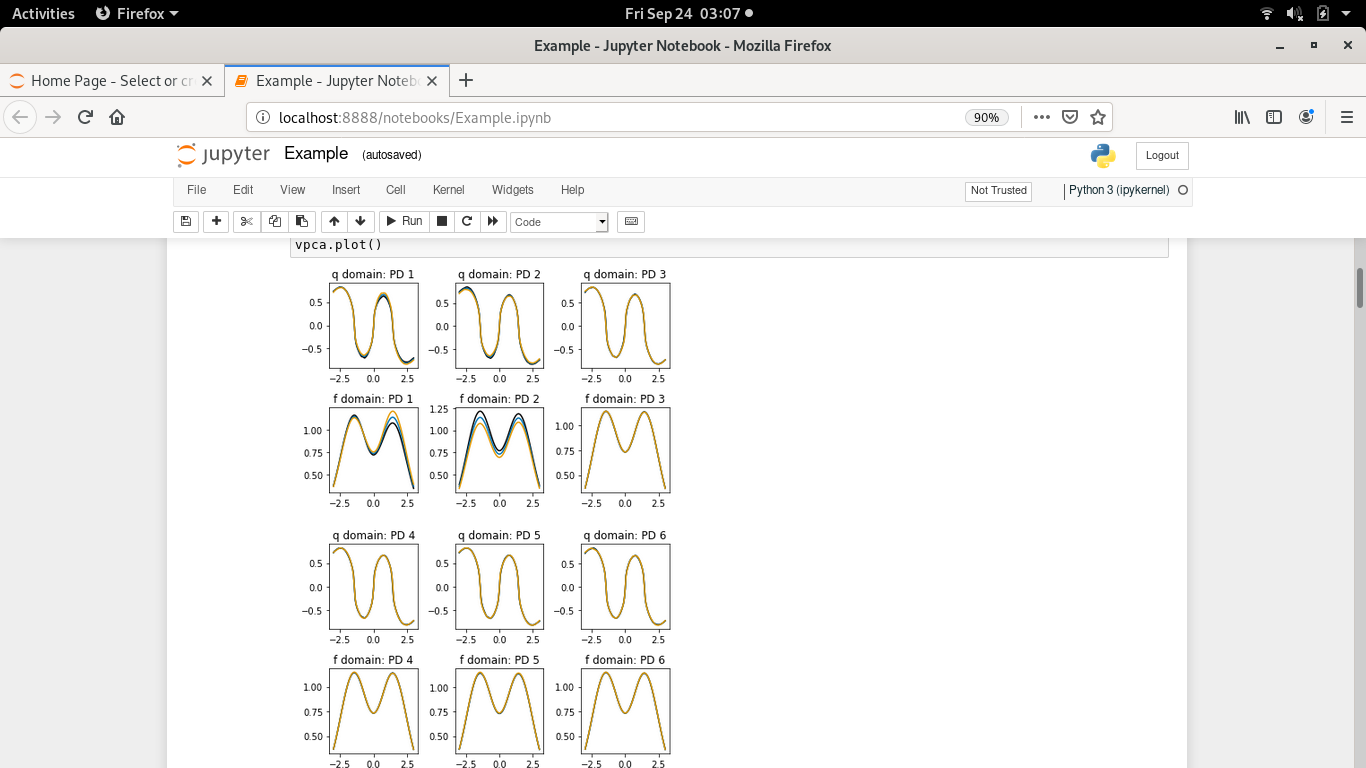 Activities Firefox Fri Sep 24 03:07
Example - Jupyter Notebook - Mozilla Firefox
Home Page - Select or cr Example - Jupyter Noteb
localhost:8888/notebooks/Example.ipynb 90%
jupyter Example (autosaved) Logout
File Edit View Insert Cell Kernel Widgets Help Not Trusted Python 3 (ipykernel)
Run Code
vpca.plot()
q domain: PD 1 q domain: PD 2 q domain: PD 3
0.5 0.5 0.5
0.0 0.0 0.0
−0.5 −0.5 −0.5
−2.5 0.0 2.5 −2.5 0.0 2.5 −2.5 0.0 2.5
f domain: PD 1 f domain: PD 2 f domain: PD 3
1.25
1.00 1.00 1.00
0.75 0.75 0.75
0.50 0.50 0.50
−2.5 0.0 2.5 −2.5 0.0 2.5 −2.5 0.0 2.5
q domain: PD 4 q domain: PD 5 q domain: PD 6
0.5 0.5 0.5
0.0 0.0 0.0
−0.5 −0.5 −0.5
−2.5 0.0 2.5 −2.5 0.0 2.5 −2.5 0.0 2.5
f domain: PD 4 f domain: PD 5 f domain: PD 6
1.00 1.00 1.00
0.75 0.75 0.75
0.50 0.50 0.50
−2.5 0.0 2.5 −2.5 0.0 2.5 −2.5 0.0 2.5